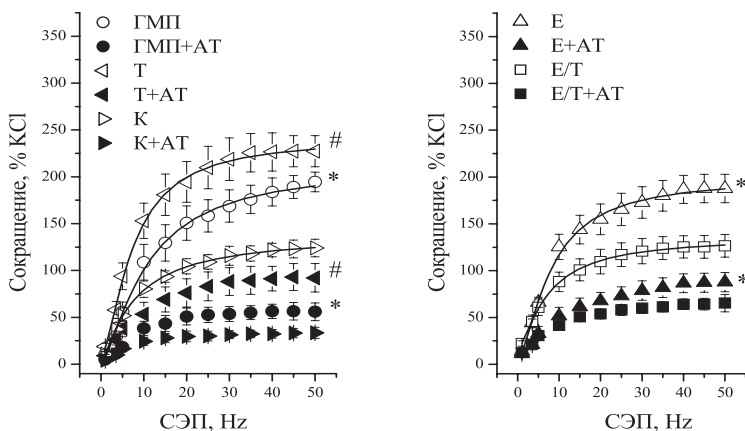 ГМП
ГМП+АТ
Т
Т+АТ
К
К+АТ
350
300
250
200
150
100
50
0
#
*
#
*
0 10 20 30 40 50
Сокращение, % KCl
СЭП, Hz
Е
Е+АТ
Е/Т
Е/Т+АТ
350
300
250
200
150
100
50
0
*
*
0 10 20 30 40 50
Сокращение, % KCl
СЭП, Hz